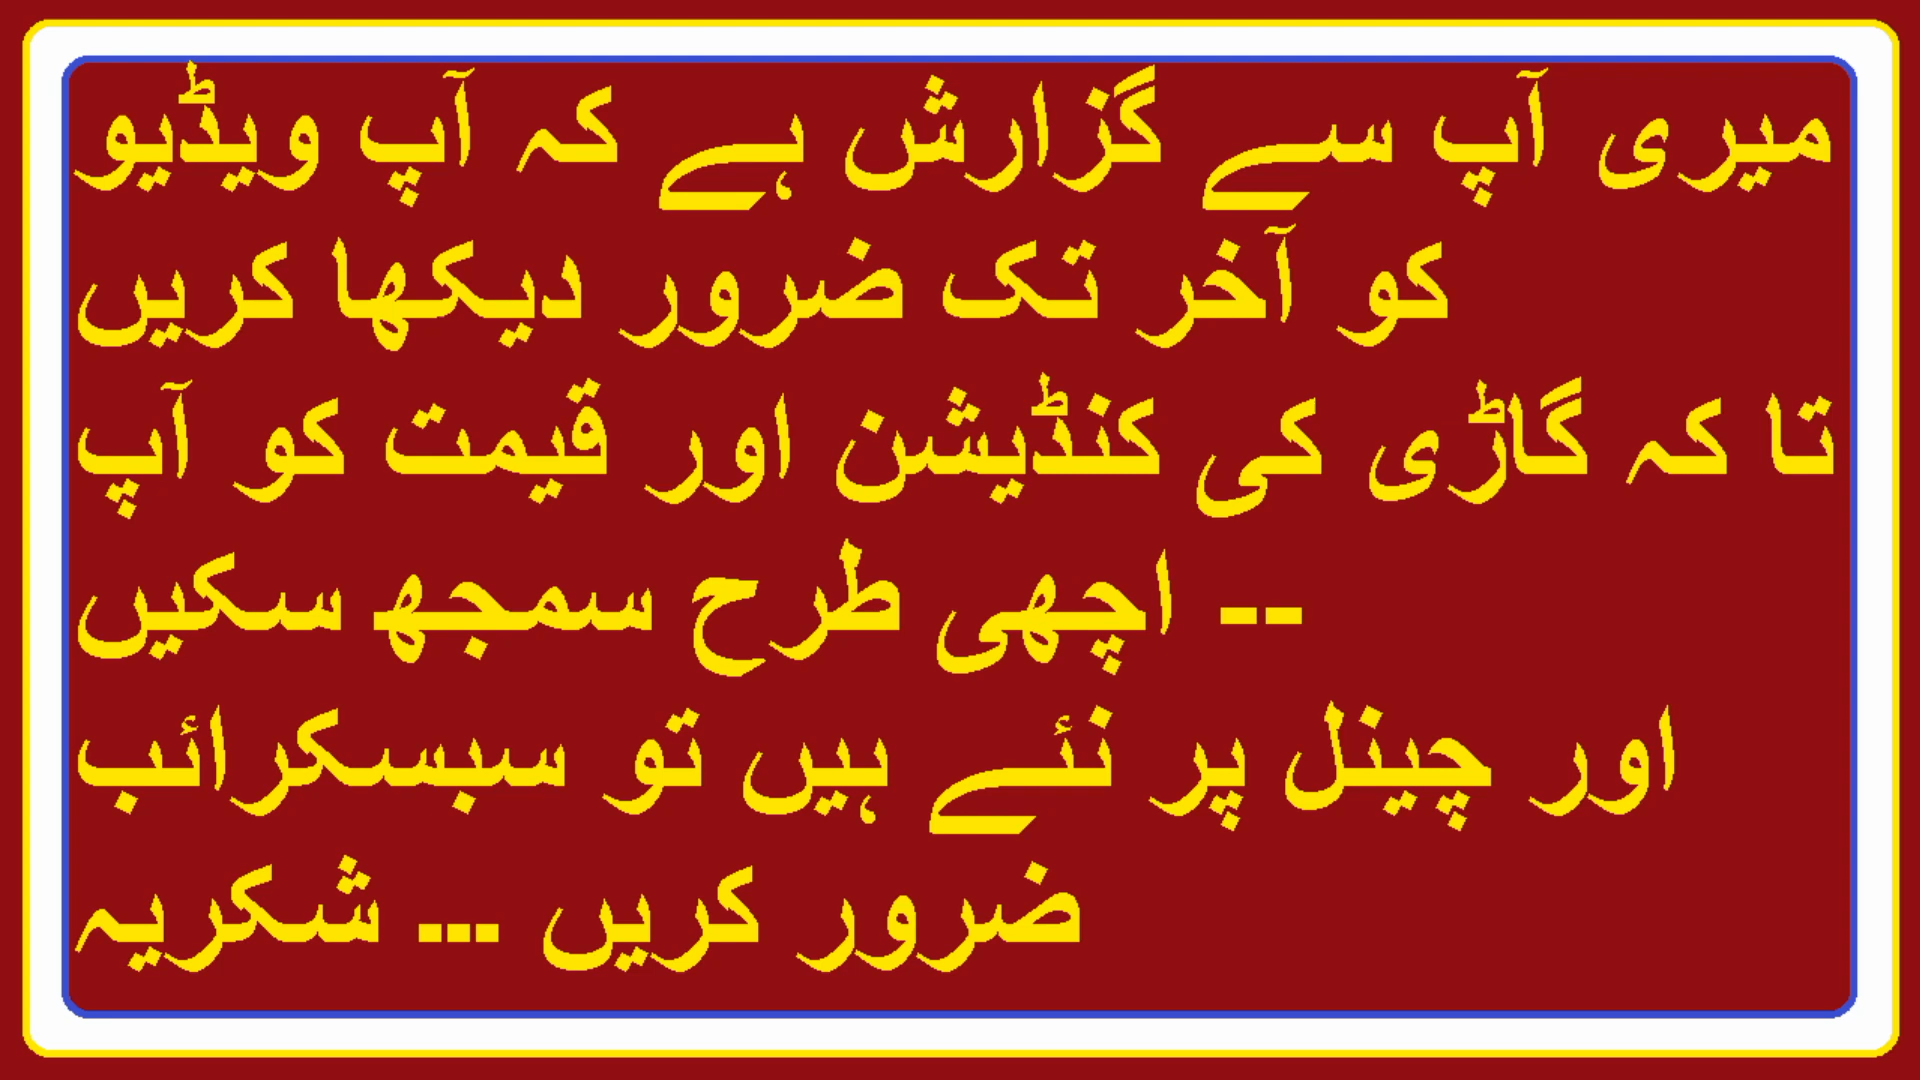 میری آپ سے گزارش ہے کہ آپ ویڈیو
کو آخر تک ضرور دیکھا کریں
تا کہ گاڑی کی کنڈیشن اور قیمت کو آپ
-- اچھی طرح سمجھ سکیں
اور چینل پر نئے ہیں تو سبسکرائب
ضرور کریں ... شکریہ